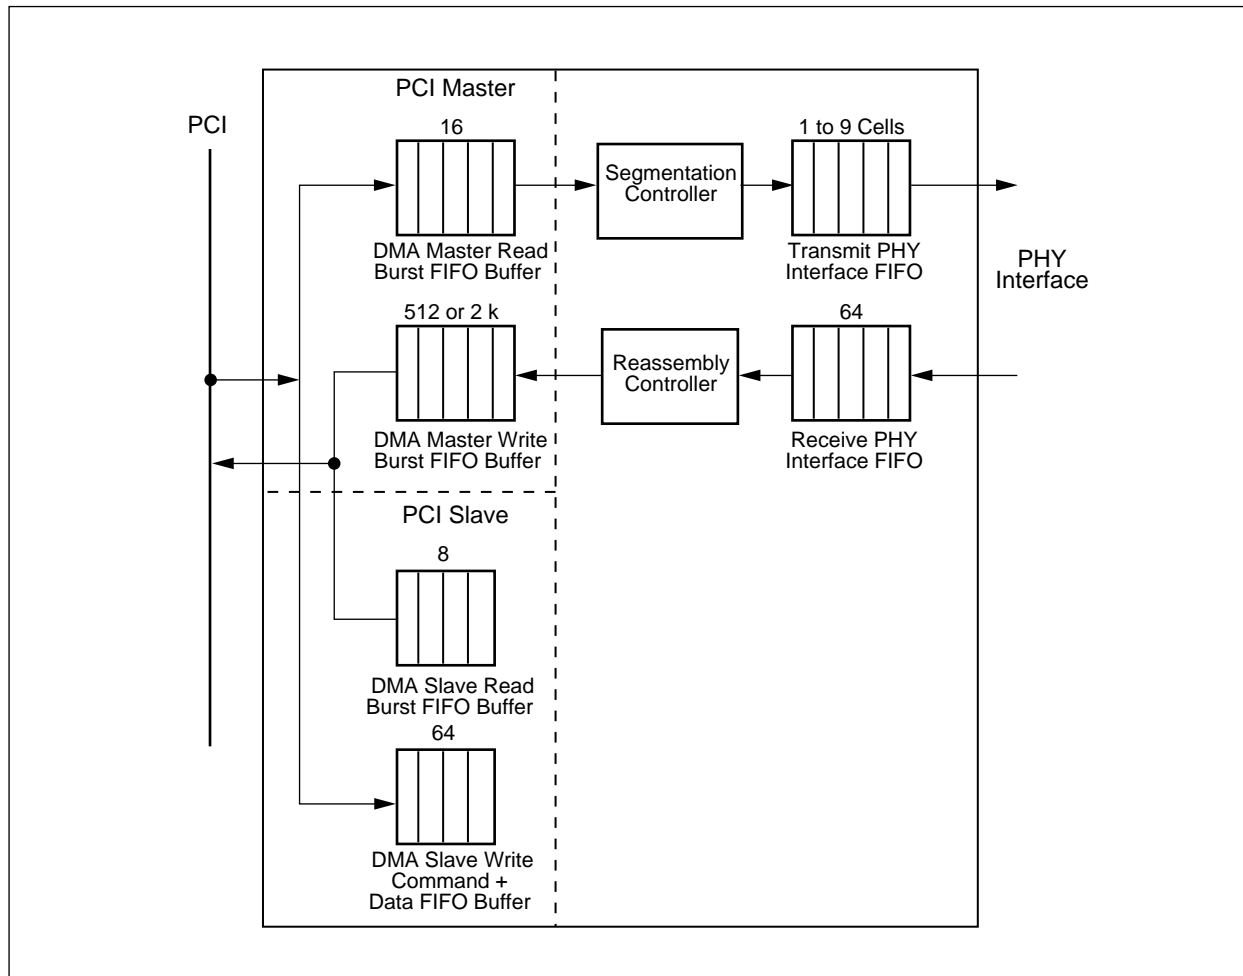 PCI Master
PCI
16
1 to 9 Cells
Segmentation
Controller
DMA Master Read
Burst FIFO Buffer
Transmit PHY
Interface FIFO
PHY
Interface
512 or 2 k
64
Reassembly
Controller
DMA Master Write
Burst FIFO Buffer
Receive PHY
Interface FIFO
PCI Slave
8
DMA Slave Read
Burst FIFO Buffer
64
DMA Slave Write
Command +
Data FIFO Buffer